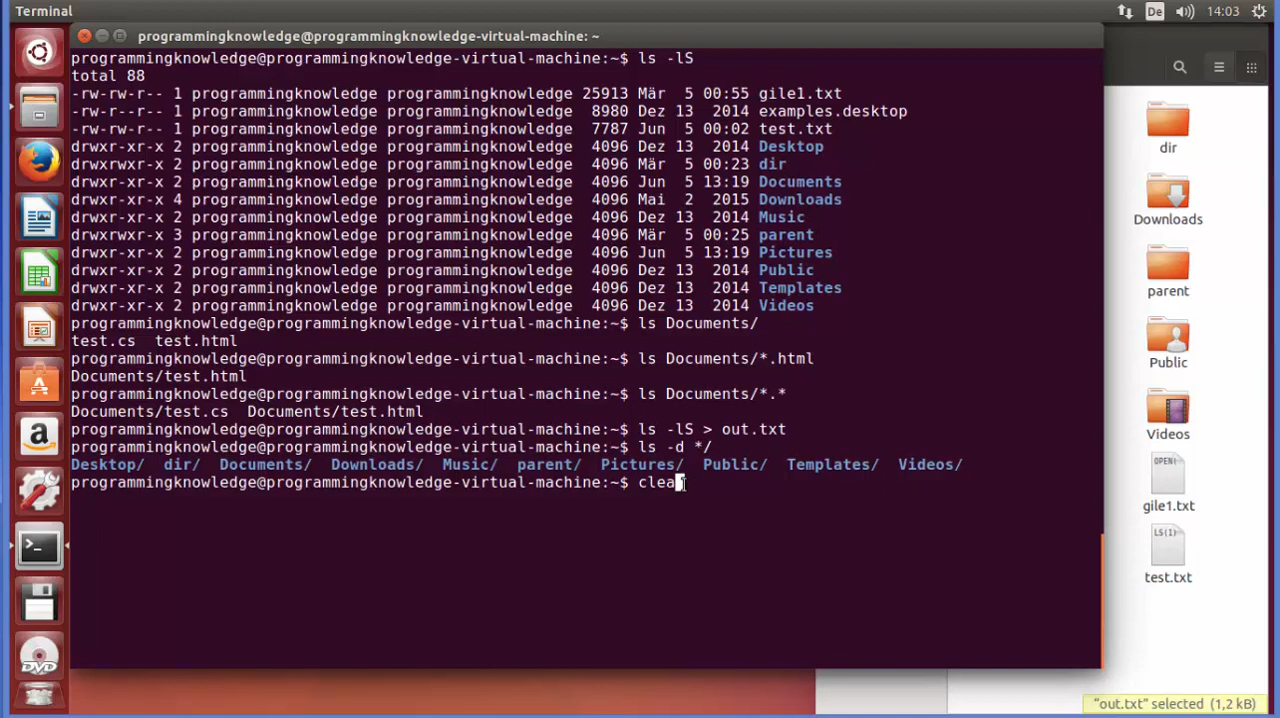 Terminal
De
14:03
programmingknowledge@programmingknowledge-virtual-machine: ~
programmingknowledge@programmingknowledge-virtual-machine:~$ ls -lS
total 88
-rw-rw-r-- 1 programmingknowledge programmingknowledge 25913 Mär  5 00:55 gile1.txt
-rw-r--r-- 1 programmingknowledge programmingknowledge  8980 Dez 13  2014 examples.desktop
-rw-rw-r-- 1 programmingknowledge programmingknowledge  7787 Jun  5 00:02 test.txt
drwxr-xr-x 2 programmingknowledge programmingknowledge  4096 Dez 13  2014 Desktop
drwxrwxr-x 2 programmingknowledge programmingknowledge  4096 Mär  5 00:23 dir
drwxr-xr-x 2 programmingknowledge programmingknowledge  4096 Jun  5 13:19 Documents
drwxr-xr-x 4 programmingknowledge programmingknowledge  4096 Mai  2  2015 Downloads
drwxr-xr-x 2 programmingknowledge programmingknowledge  4096 Dez 13  2014 Music
drwxrwxr-x 3 programmingknowledge programmingknowledge  4096 Mär  5 00:25 parent
drwxr-xr-x 2 programmingknowledge programmingknowledge  4096 Jun  5 13:19 Pictures
drwxr-xr-x 2 programmingknowledge programmingknowledge  4096 Dez 13  2014 Public
drwxr-xr-x 2 programmingknowledge programmingknowledge  4096 Dez 13  2014 Templates
drwxr-xr-x 2 programmingknowledge programmingknowledge  4096 Dez 13  2014 Videos
programmingknowledge@programmingknowledge-virtual-machine:~$ ls Documents/
test.cs  test.html
programmingknowledge@programmingknowledge-virtual-machine:~$ ls Documents/*.html
Documents/test.html
programmingknowledge@programmingknowledge-virtual-machine:~$ ls Documents/*.*
Documents/test.cs  Documents/test.html
programmingknowledge@programmingknowledge-virtual-machine:~$ ls -lS > out.txt
programmingknowledge@programmingknowledge-virtual-machine:~$ ls -d */
Desktop/  dir/  Documents/  Downloads/  Music/  parent/  Pictures/  Public/  Templates/  Videos/
programmingknowledge@programmingknowledge-virtual-machine:~$ clea
dir
Downloads
parent
Public
Videos
OPEN(
gile1.txt
LS(1)
test.txt
DVD
"out.txt" selected (1,2 kB)